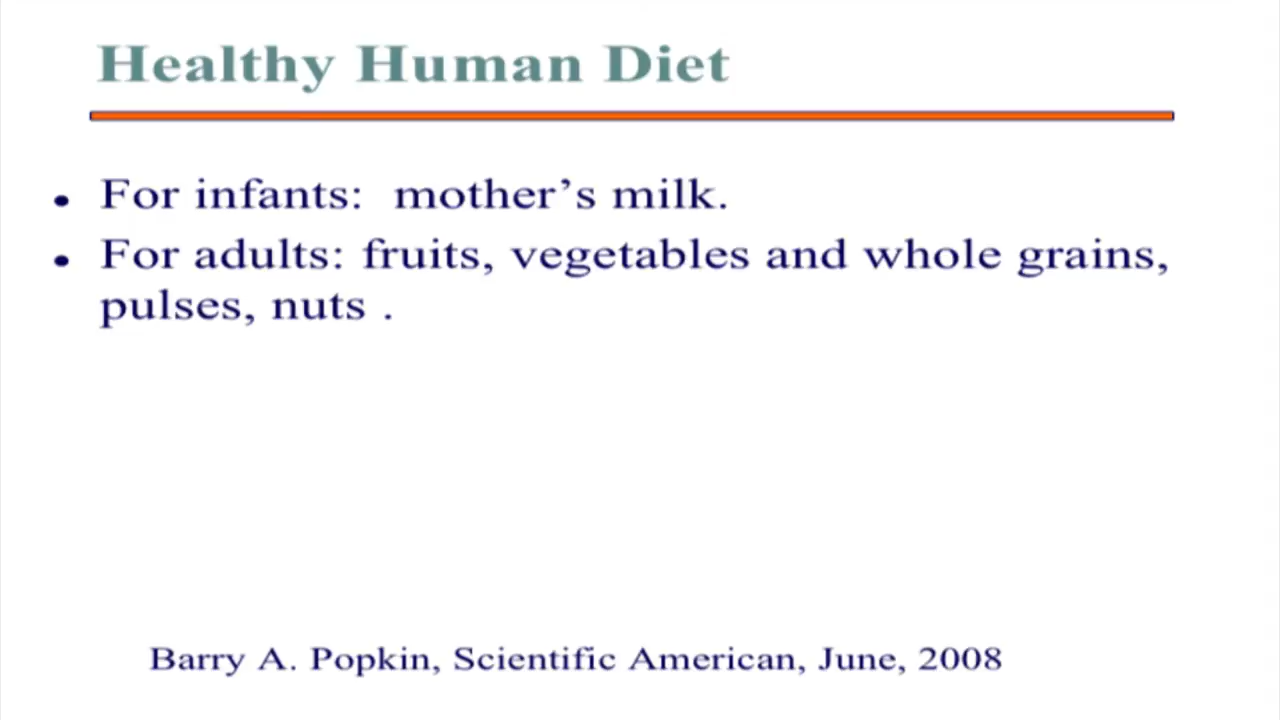 Healthy Human Diet
• For infants:  mother’s milk.
• For adults: fruits, vegetables and whole grains,
pulses, nuts .
Barry A. Popkin, Scientific American, June, 2008